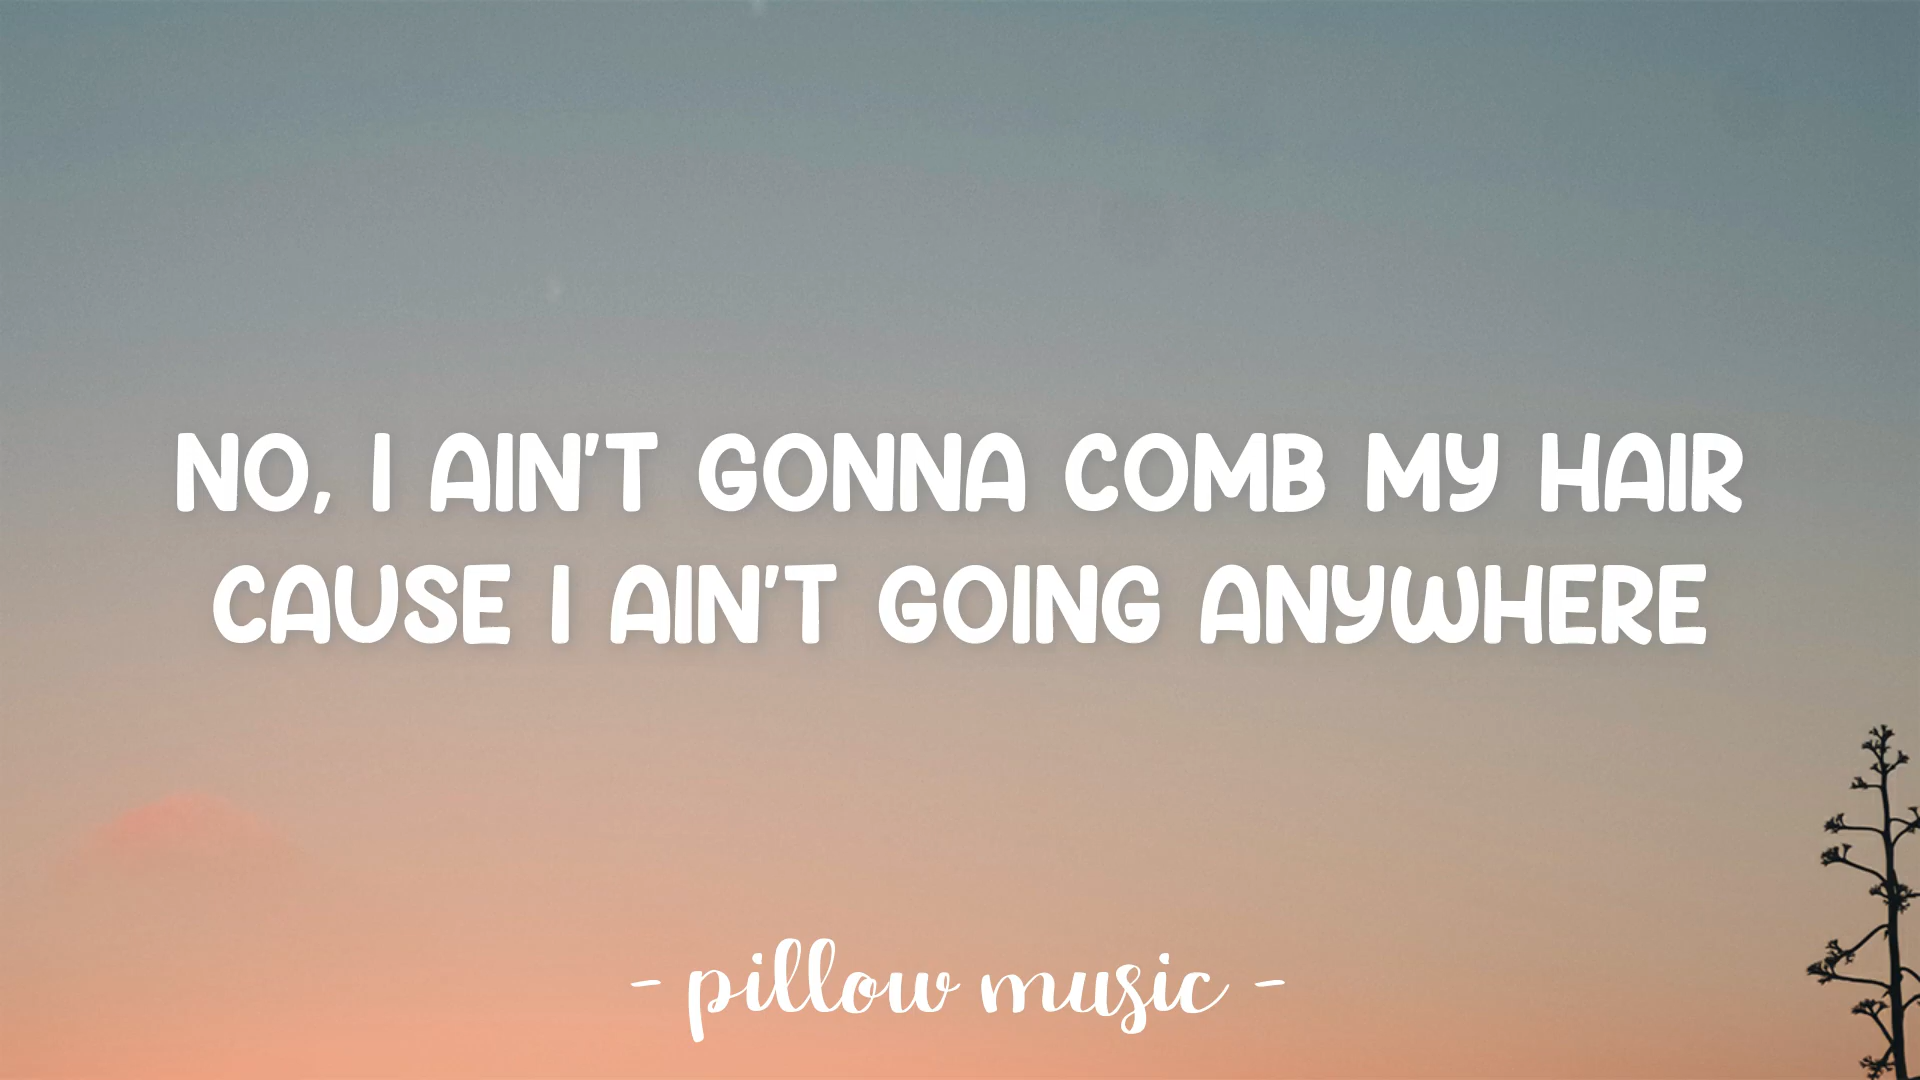 NO, I AIN'T GONNA COMB MY HAIR
CAUSE I AIN'T GOING ANYWHERE
- pillow music -